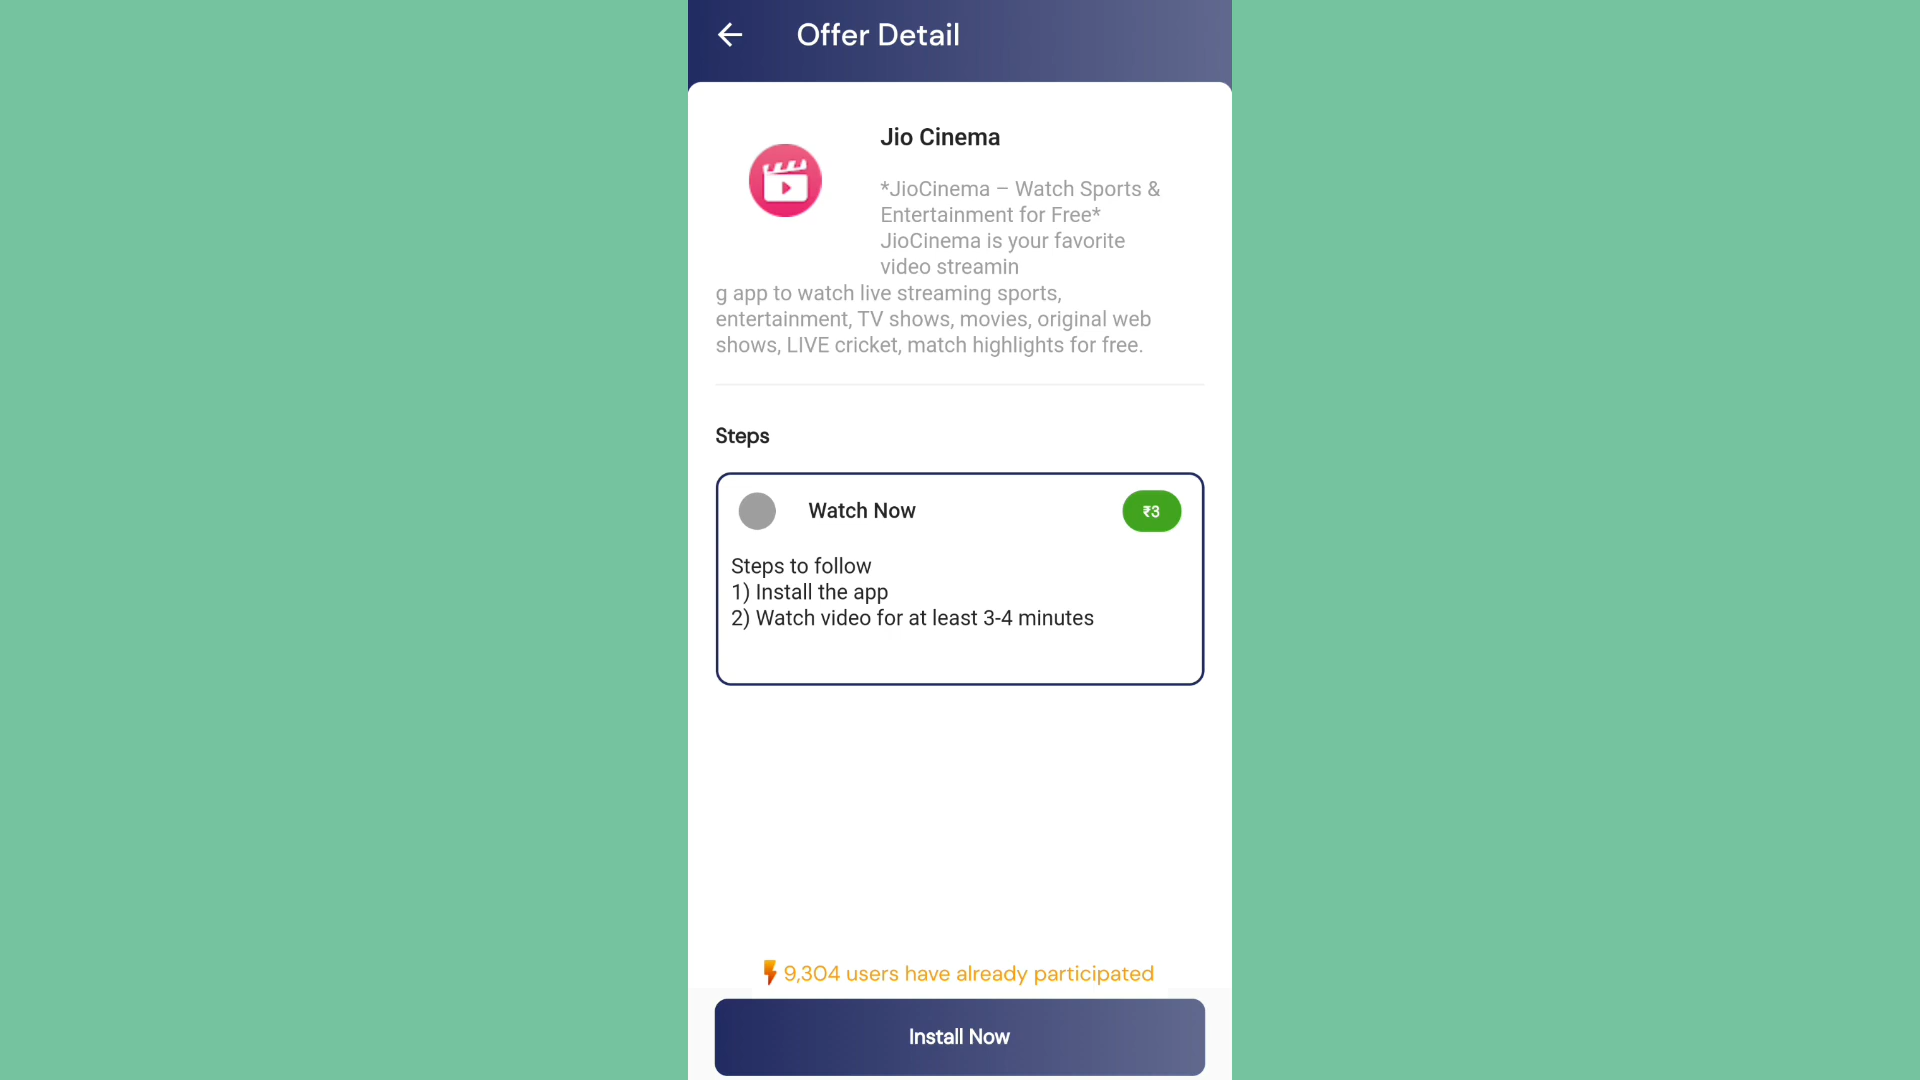 Offer Detail
Jio Cinema
*JioCinema – Watch Sports &
Entertainment for Free*
JioCinema is your favorite
video streamin
g app to watch live streaming sports,
entertainment, TV shows, movies, original web
shows, LIVE cricket, match highlights for free.
Steps
Watch Now
₹3
Steps to follow
1) Install the app
2) Watch video for at least 3-4 minutes
9,304 users have already participated
Install Now